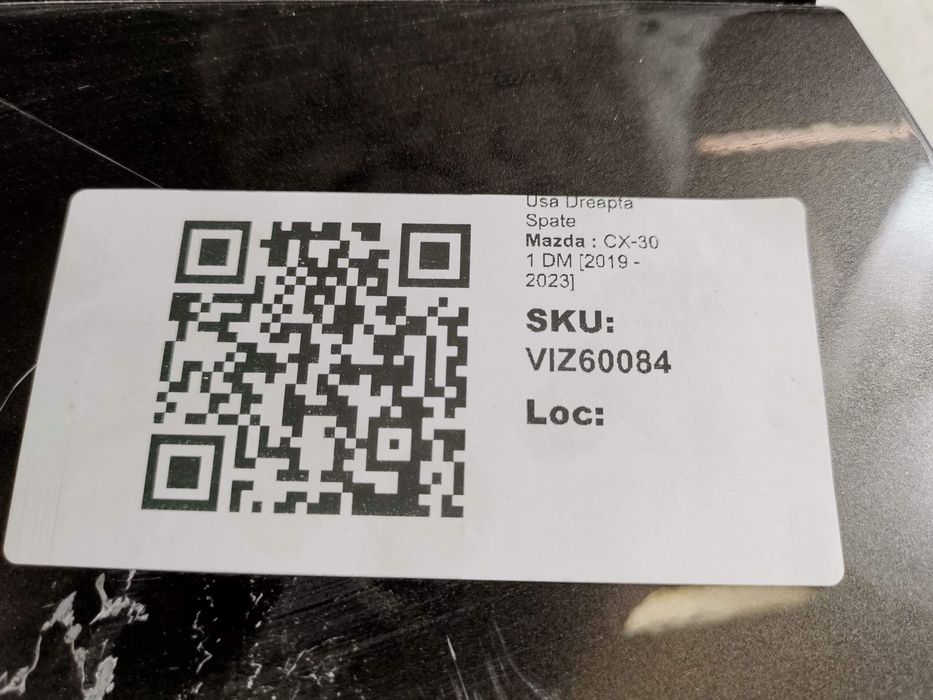 Usa Dreapta
Spate
Mazda : CX-30
1 DM [2019 -
2023]
SKU:
VIZ60084
Loc: